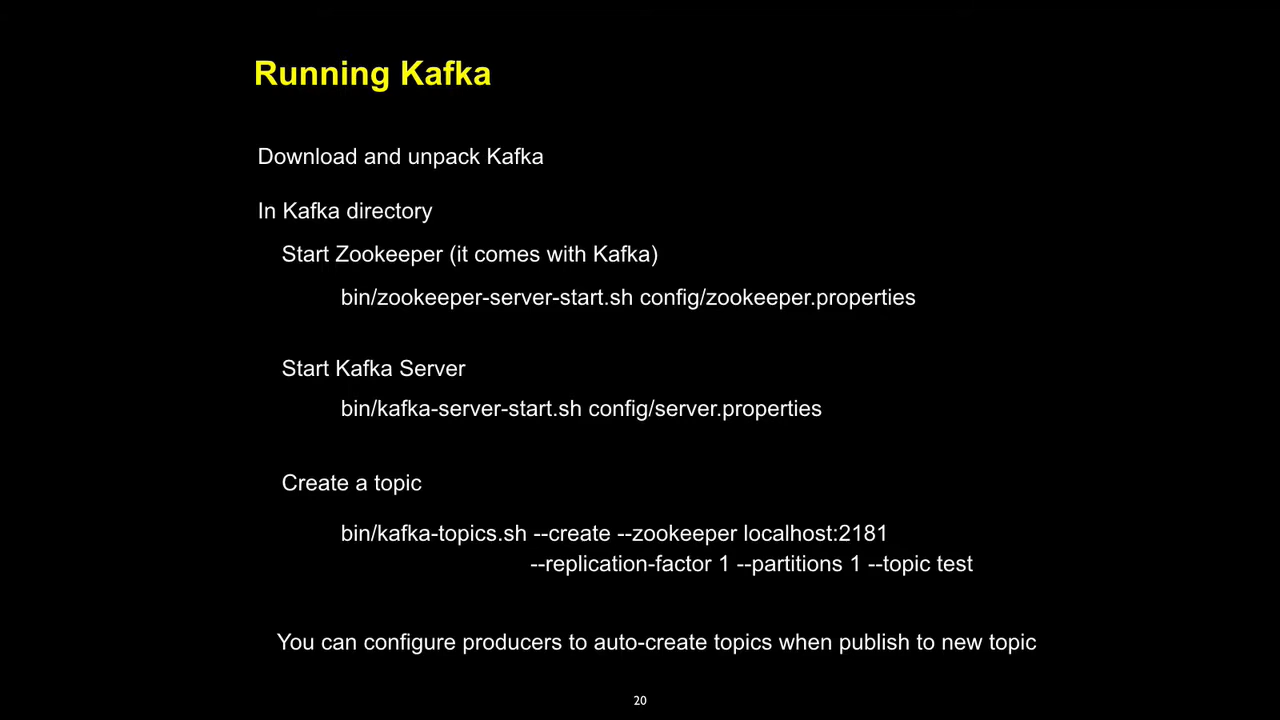 Running Kafka
Download and unpack Kafka
In Kafka directory
Start Zookeeper (it comes with Kafka)
bin/zookeeper-server-start.sh config/zookeeper.properties
Start Kafka Server
bin/kafka-server-start.sh config/server.properties
Create a topic
bin/kafka-topics.sh --create --zookeeper localhost:2181
--replication-factor 1 --partitions 1 --topic test
You can configure producers to auto-create topics when publish to new topic
20